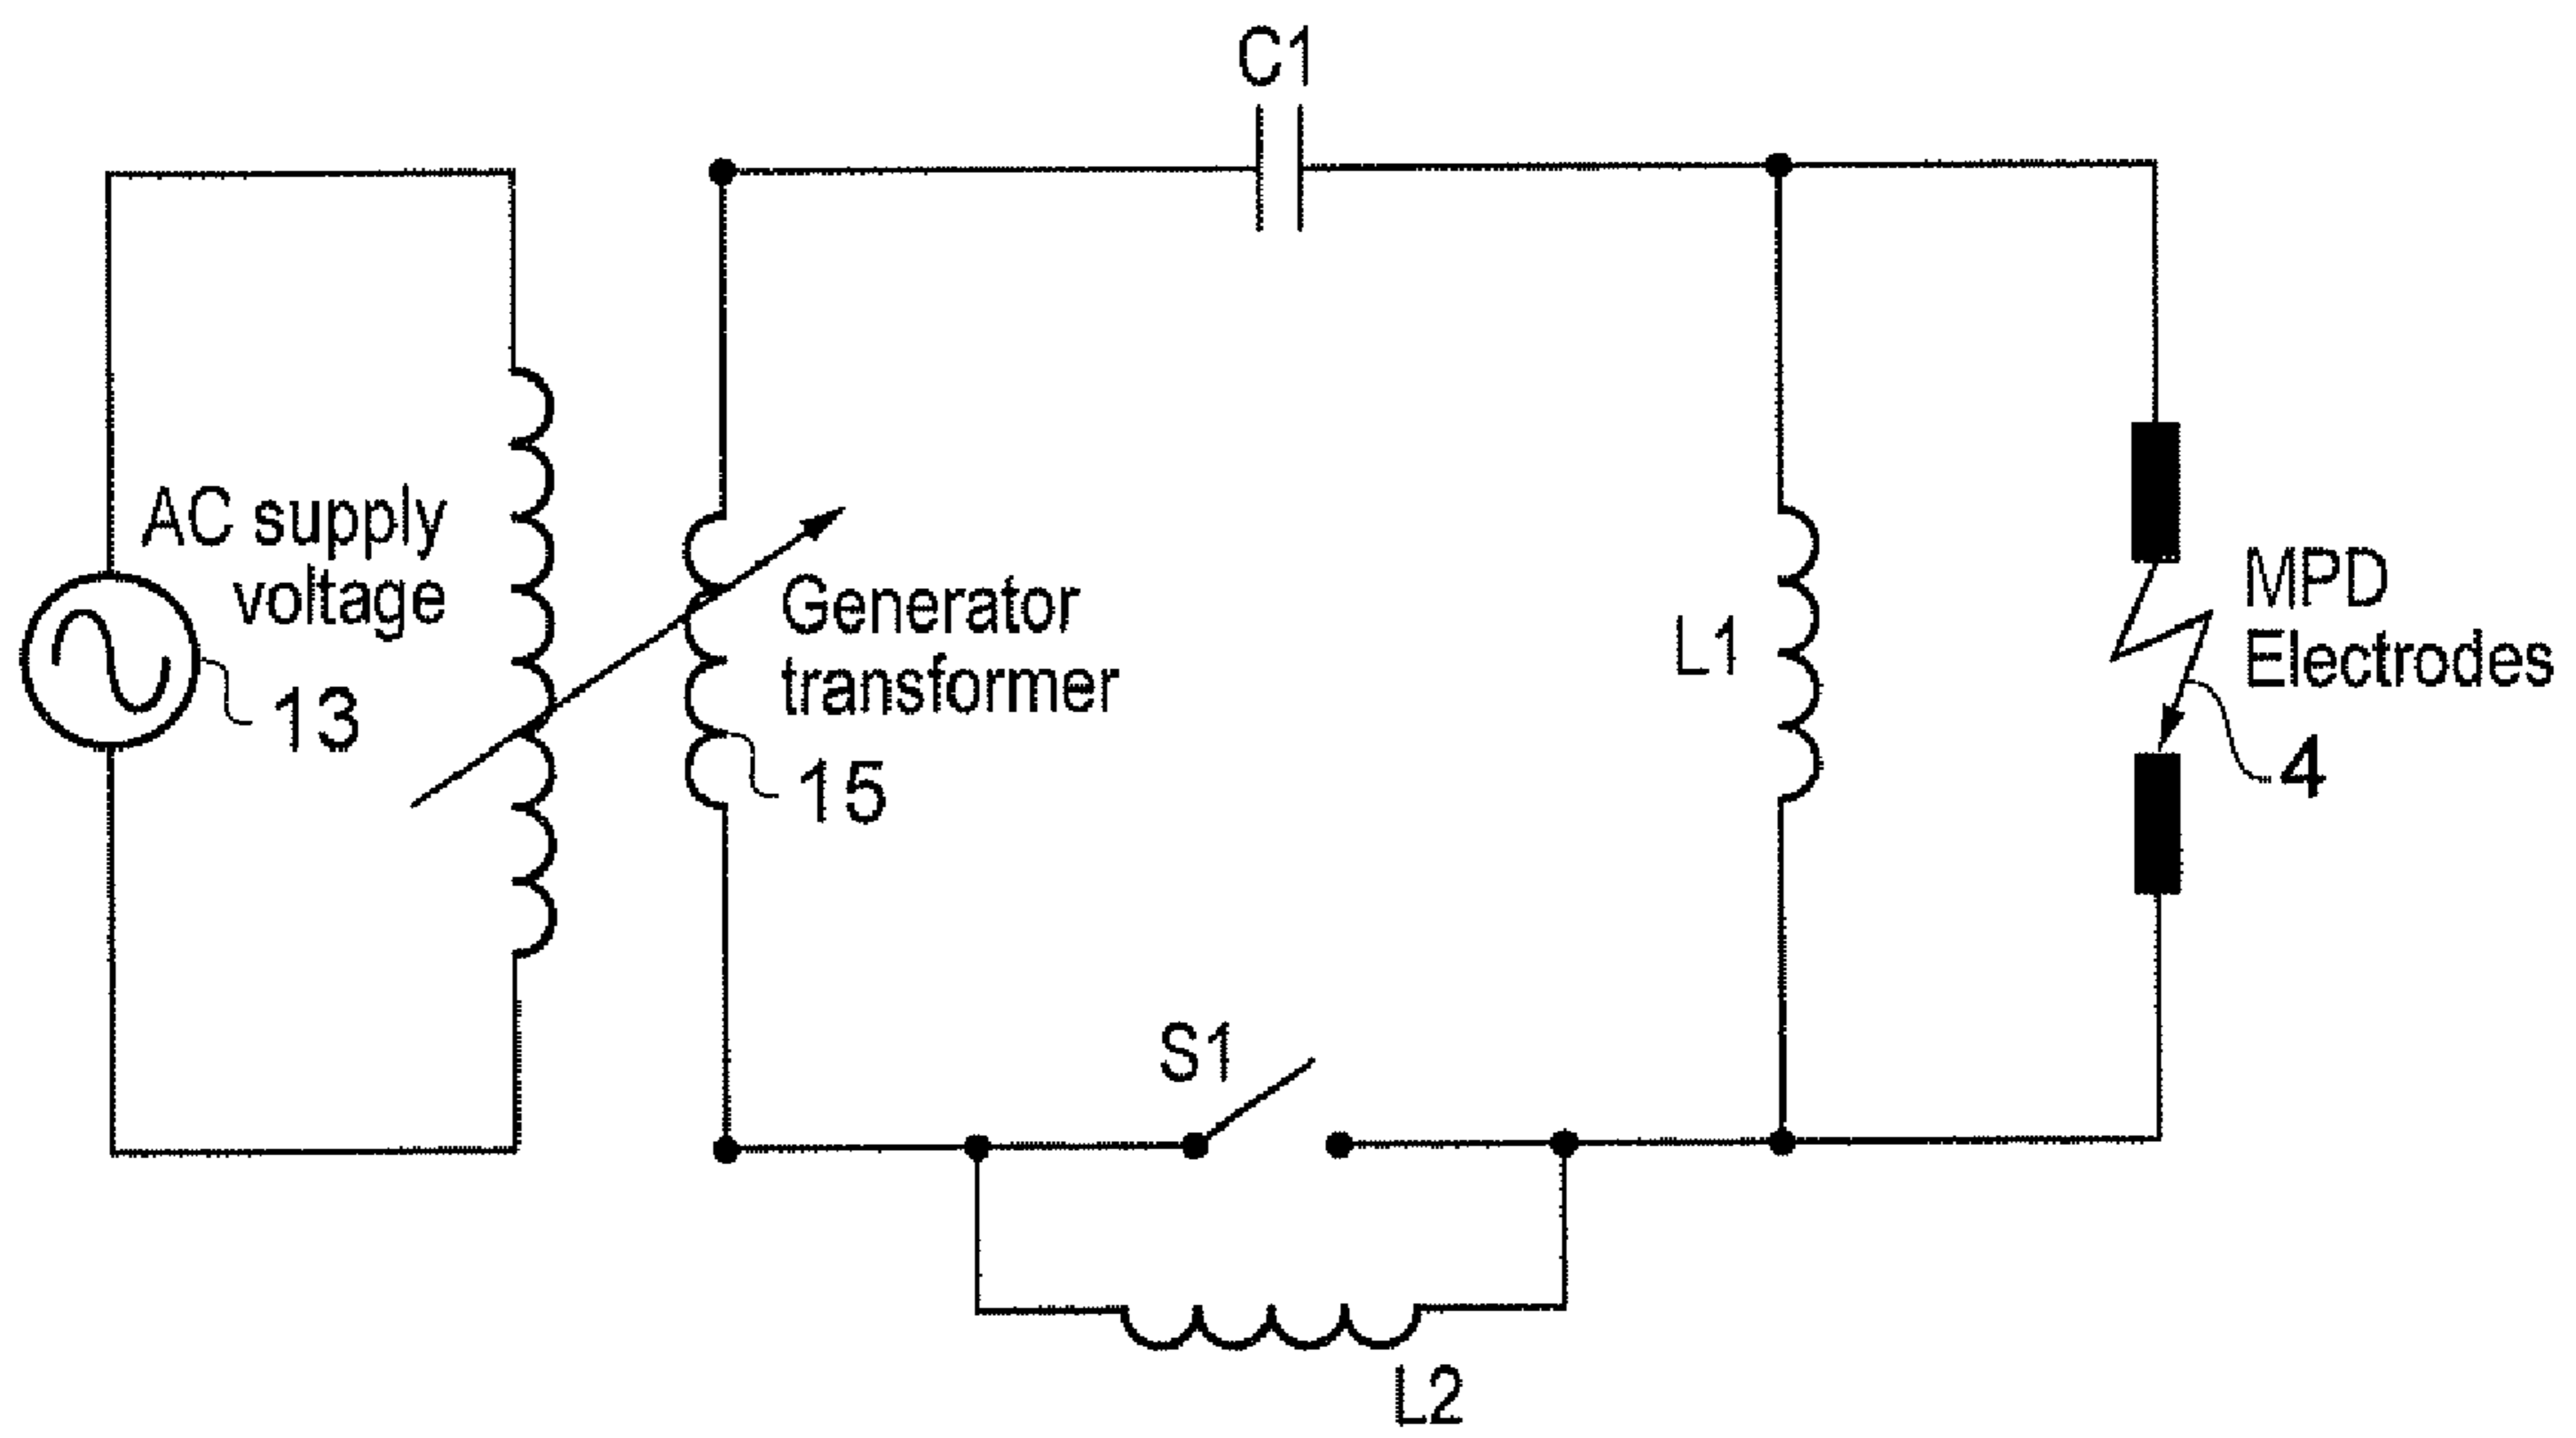 C1
AC supply
voltage
13
Generator
transformer
15
L1
MPD
Electrodes
4
S1
L2